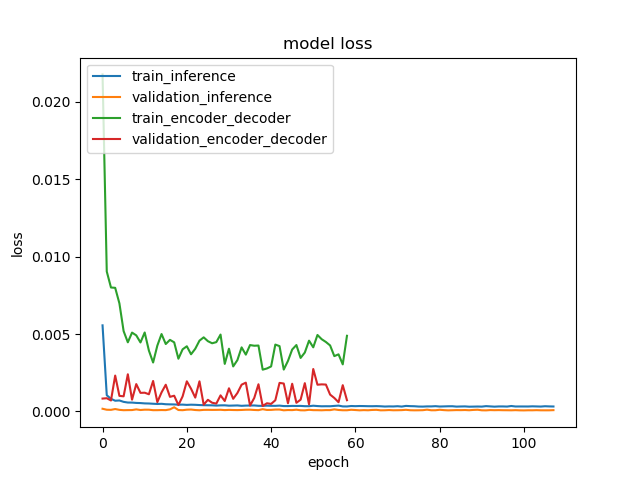 model loss
train_inference
validation_inference
train_encoder_decoder
validation_encoder_decoder
0.020
0.015
0.010
0.005
0.000
loss
0 20 40 60 80 100
epoch